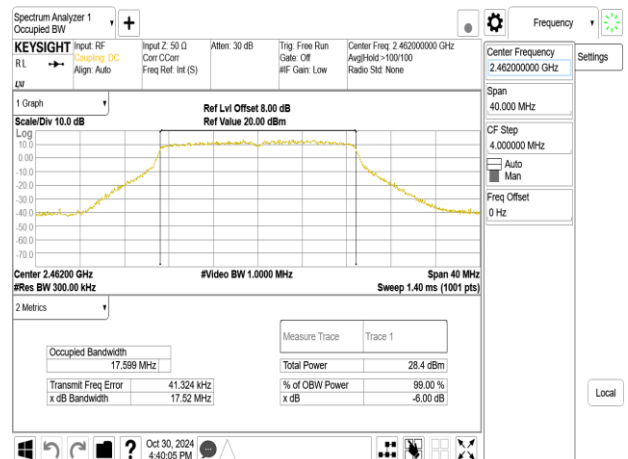 Spectrum Analyzer 1
Occupied BW
Frequency
KEYSIGHT
RL
Input: RF
Coupling: DC
Align: Auto
Input Z: 50 Ω
Corr CCorr
Freq Ref: Int (S)
Atten: 30 dB
Trig: Free Run
Gate: Off
#IF Gain: Low
Center Freq: 2.462000000 GHz
Avg|Hold:>100/100
Radio Std: None
Center Frequency
2.462000000 GHz
Settings
Span
40.000 MHz
CF Step
4.000000 MHz
Auto
Man
Freq Offset
0 Hz
1 Graph
Scale/Div 10.0 dB
Ref Lvl Offset 8.00 dB
Ref Value 20.00 dBm
Log
10.0
0.00
-10.0
-20.0
-30.0
-40.0
-50.0
-60.0
-70.0
Center 2.46200 GHz
#Video BW 1.0000 MHz
Span 40 MHz
#Res BW 300.00 kHz
Sweep 1.40 ms (1001 pts)
2 Metrics
Measure Trace
Trace 1
Occupied Bandwidth
17.599 MHz
Total Power
28.4 dBm
Transmit Freq Error
41.324 kHz
% of OBW Power
99.00 %
x dB Bandwidth
17.52 MHz
x dB
-6.00 dB
Local
?
Oct 30, 2024
4:40:05 PM